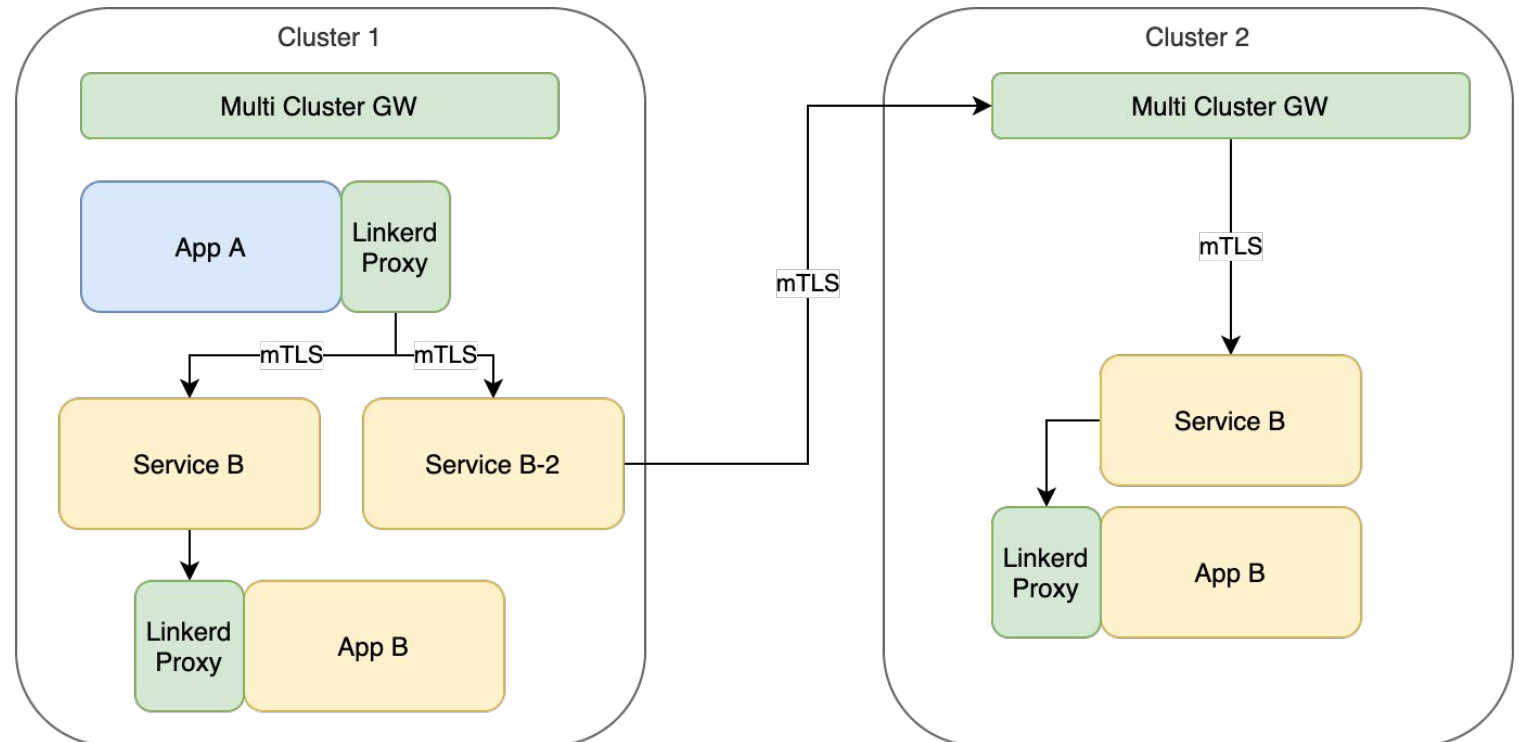 Cluster 1
Multi Cluster GW
App A
Linkerd
Proxy
mTLS
mTLS
Service B
Service B-2
Linkerd
Proxy
App B
mTLS
Cluster 2
Multi Cluster GW
mTLS
Service B
Linkerd
Proxy
App B